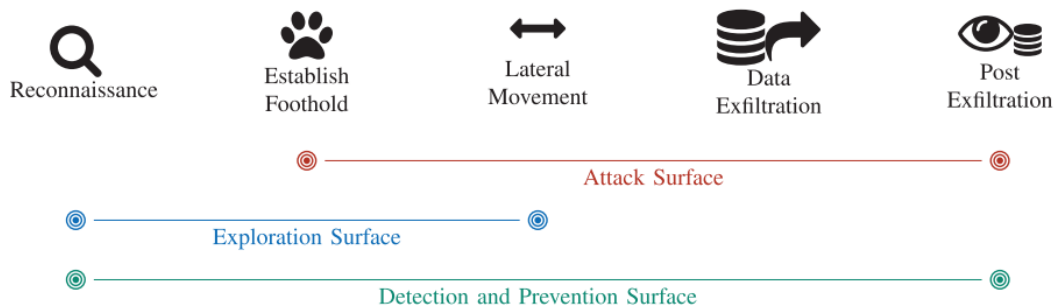 Reconnaissance
Establish
Foothold
Lateral
Movement
Data
Exfiltration
Post
Exfiltration
Attack Surface
Exploration Surface
Detection and Prevention Surface